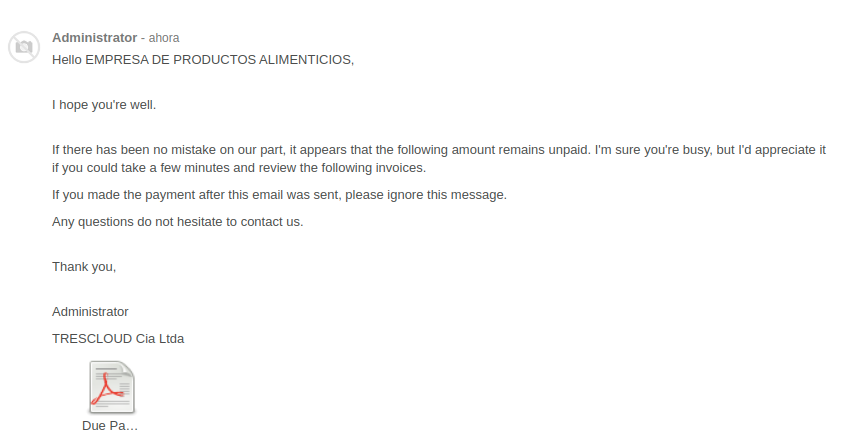 Administrator - ahora
Hello EMPRESA DE PRODUCTOS ALIMENTICIOS,
I hope you're well.
If there has been no mistake on our part, it appears that the following amount remains unpaid. I'm sure you're busy, but I'd appreciate it
if you could take a few minutes and review the following invoices.
If you made the payment after this email was sent, please ignore this message.
Any questions do not hesitate to contact us.
Thank you,
Administrator
TRESCLOUD Cia Ltda
Due Pa…